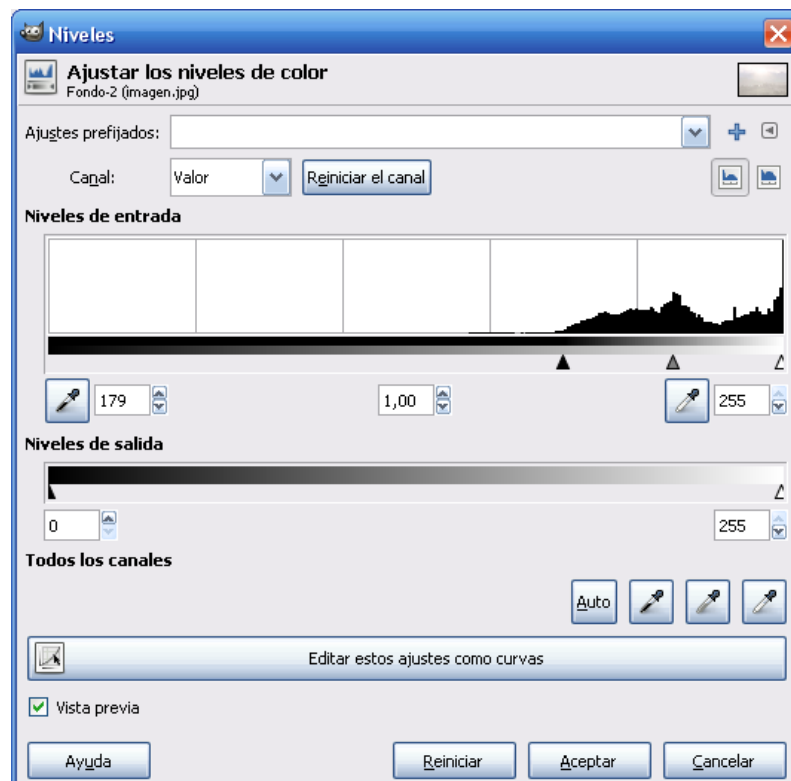 Niveles
Ajustar los niveles de color
Fondo-2 (imagen.jpg)
Ajustes prefijados:
Canal: Valor Reiniciar el canal
Niveles de entrada
179 1,00 255
Niveles de salida
0 255
Todos los canales
Auto
Editar estos ajustes como curvas
Vista previa
Ayuda Reiniciar Aceptar Cancelar